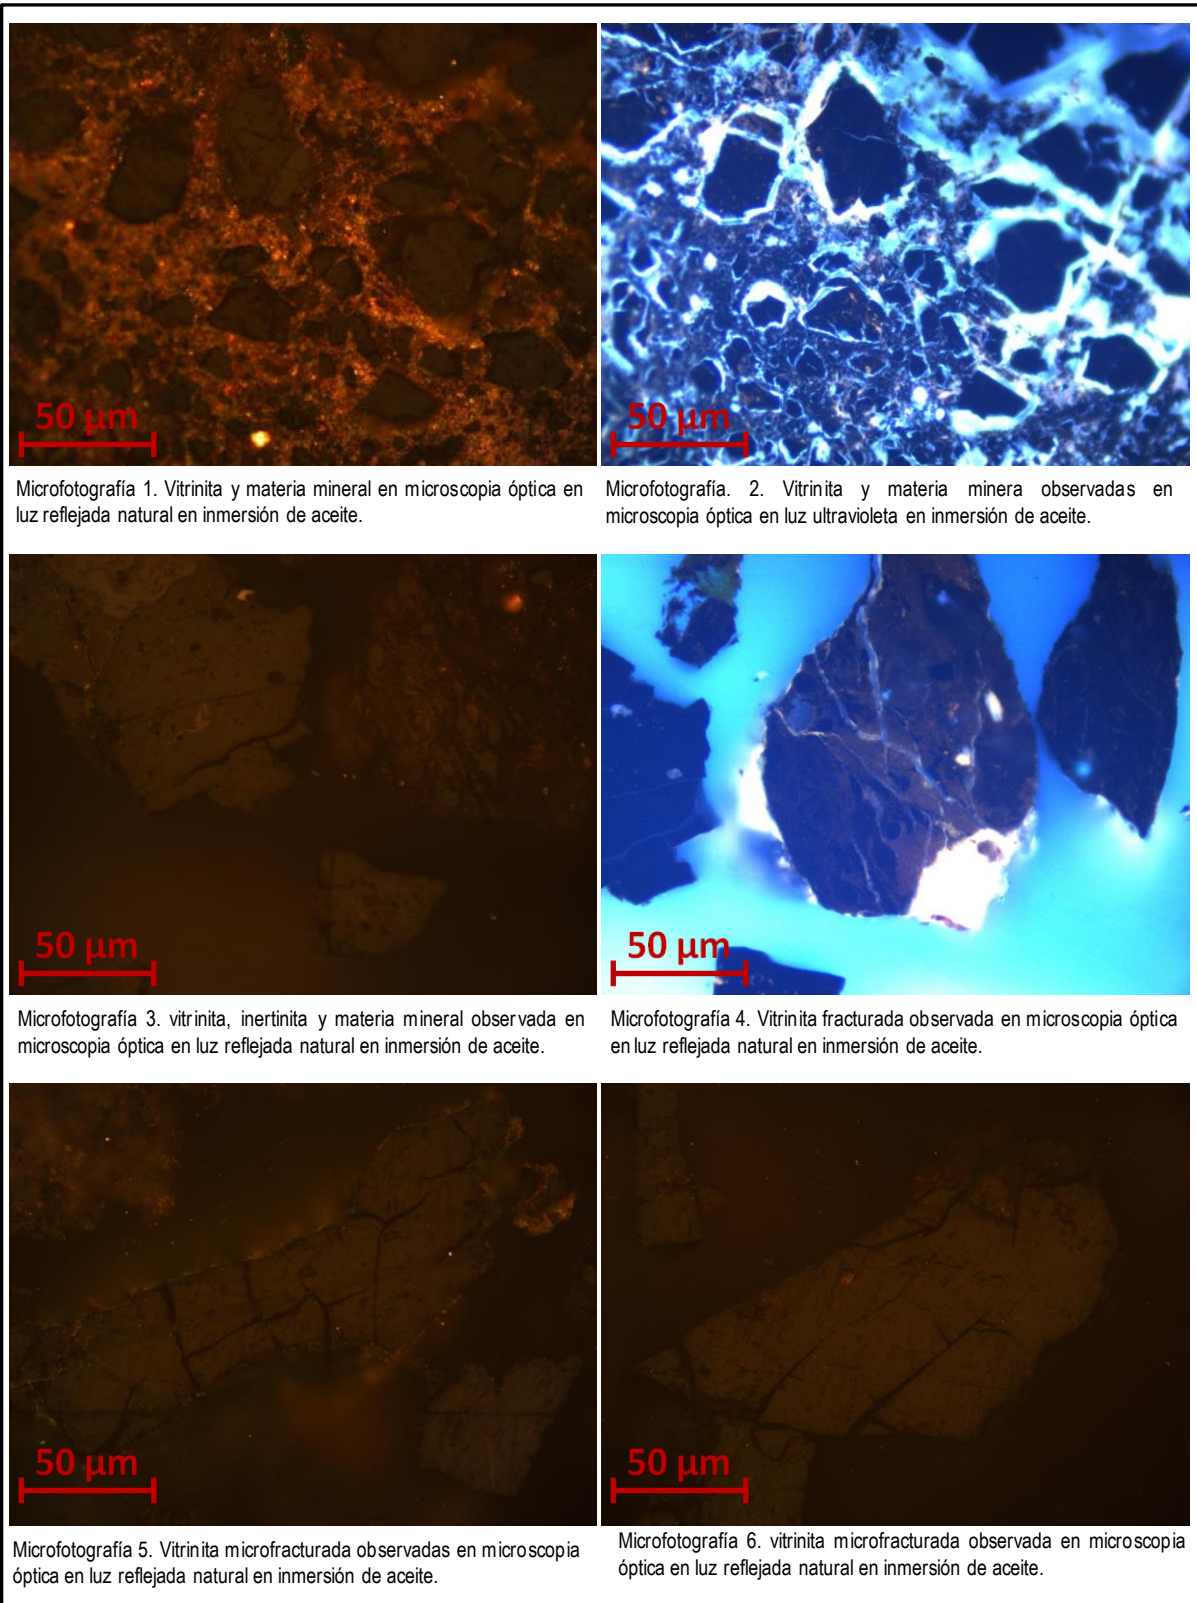 50 µm
50 µm
Microfotografía 1. Vitrinita y materia mineral en microscopia óptica en
luz reflejada natural en inmersión de aceite.
Microfotografía. 2. Vitrinita y materia minera observadas en
microscopia óptica en luz ultravioleta en inmersión de aceite.
50 µm
50 µm
Microfotografía 3. vitrinita, inertinita y materia mineral observada en
microscopia óptica en luz reflejada natural en inmersión de aceite.
Microfotografía 4. Vitrinita fracturada observada en microscopia óptica
en luz reflejada natural en inmersión de aceite.
50 µm
50 µm
Microfotografía 5. Vitrinita microfracturada observadas en microscopia
óptica en luz reflejada natural en inmersión de aceite.
Microfotografía 6. vitrinita microfracturada observada en microscopia
óptica en luz reflejada natural en inmersión de aceite.